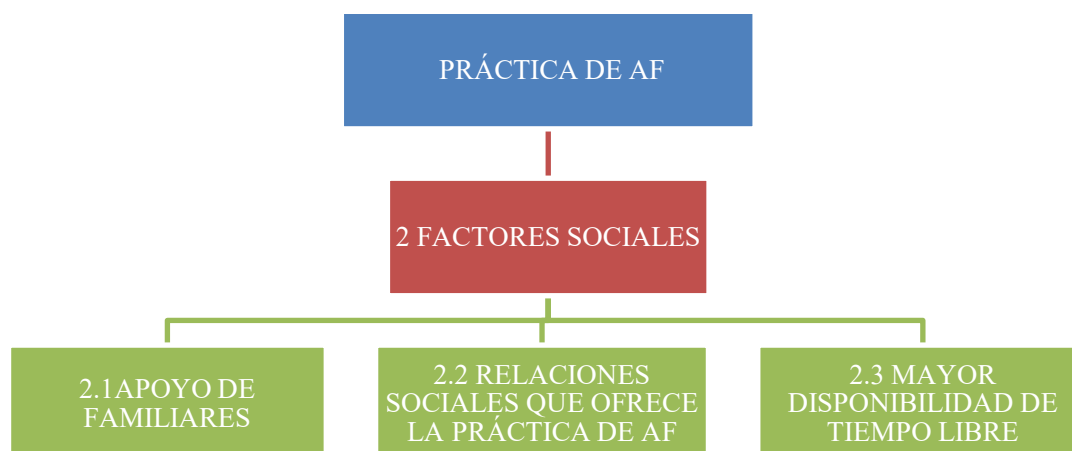 PRÁCTICA DE AF
2 FACTORES SOCIALES
2.1APOYO DE
FAMILIARES
2.2 RELACIONES
SOCIALES QUE OFRECE
LA PRÁCTICA DE AF
2.3 MAYOR
DISPONIBILIDAD DE
TIEMPO LIBRE